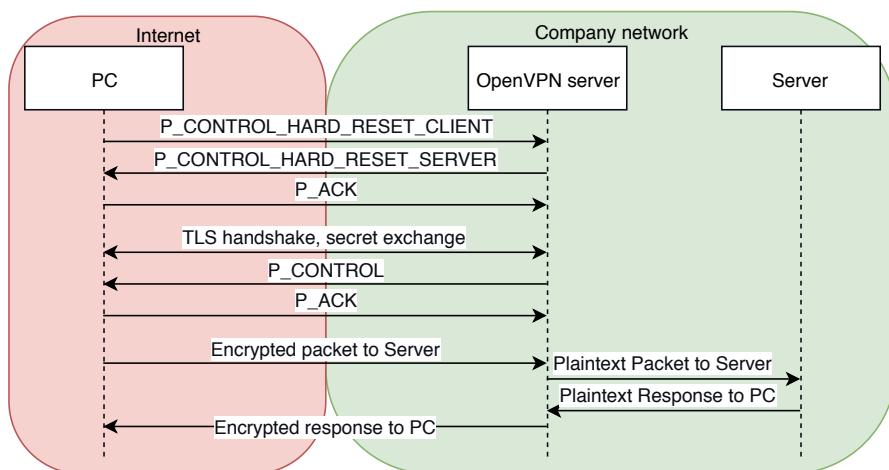 Internet
Company network
PC
OpenVPN server
Server
P_CONTROL_HARD_RESET_CLIENT
P_CONTROL_HARD_RESET_SERVER
P_ACK
TLS handshake, secret exchange
P_CONTROL
P_ACK
Encrypted packet to Server
Plaintext Packet to Server
Plaintext Response to PC
Encrypted response to PC